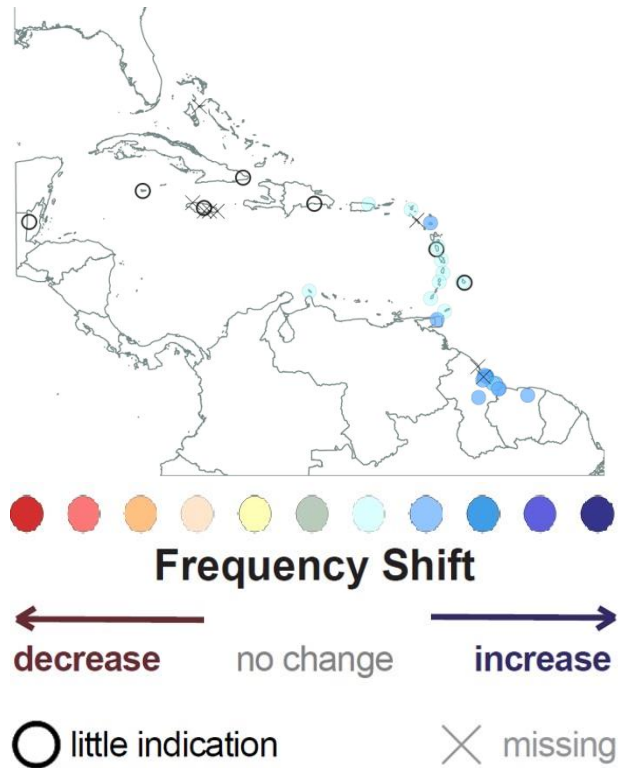 Frequency Shift
decrease no change increase
little indication missing